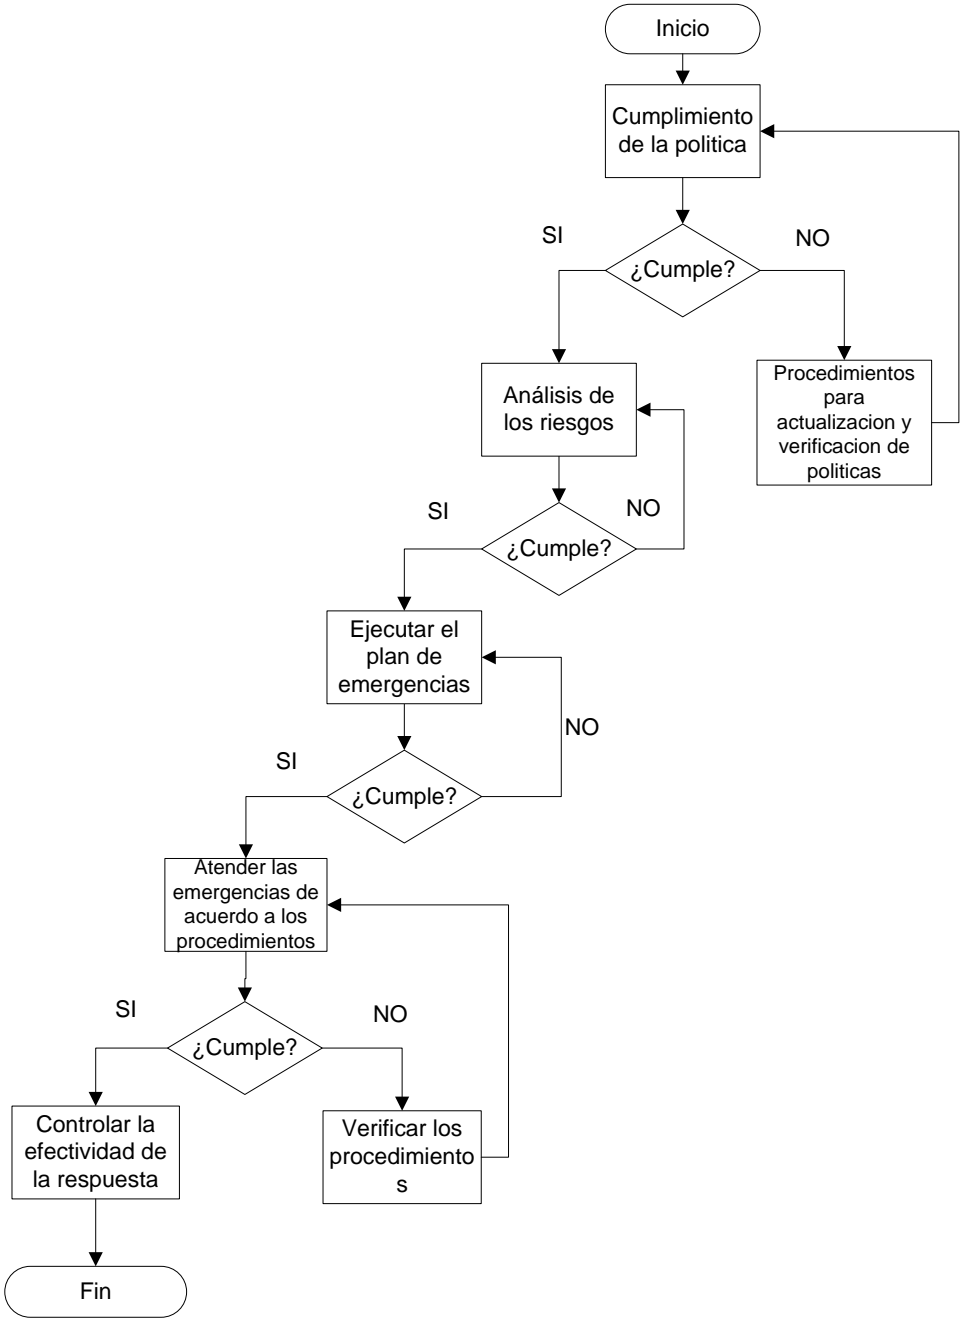 Inicio
Cumplimiento
de la politica
SI
NO
¿Cumple?
Procedimientos
para
actualizacion y
verificacion de
politicas
Análisis de
los riesgos
SI
NO
¿Cumple?
Ejecutar el
plan de
emergencias
NO
SI
¿Cumple?
Atender las
emergencias de
acuerdo a los
procedimientos
SI
NO
¿Cumple?
Controlar la
efectividad de
la respuesta
Verificar los
procedimiento
s
Fin